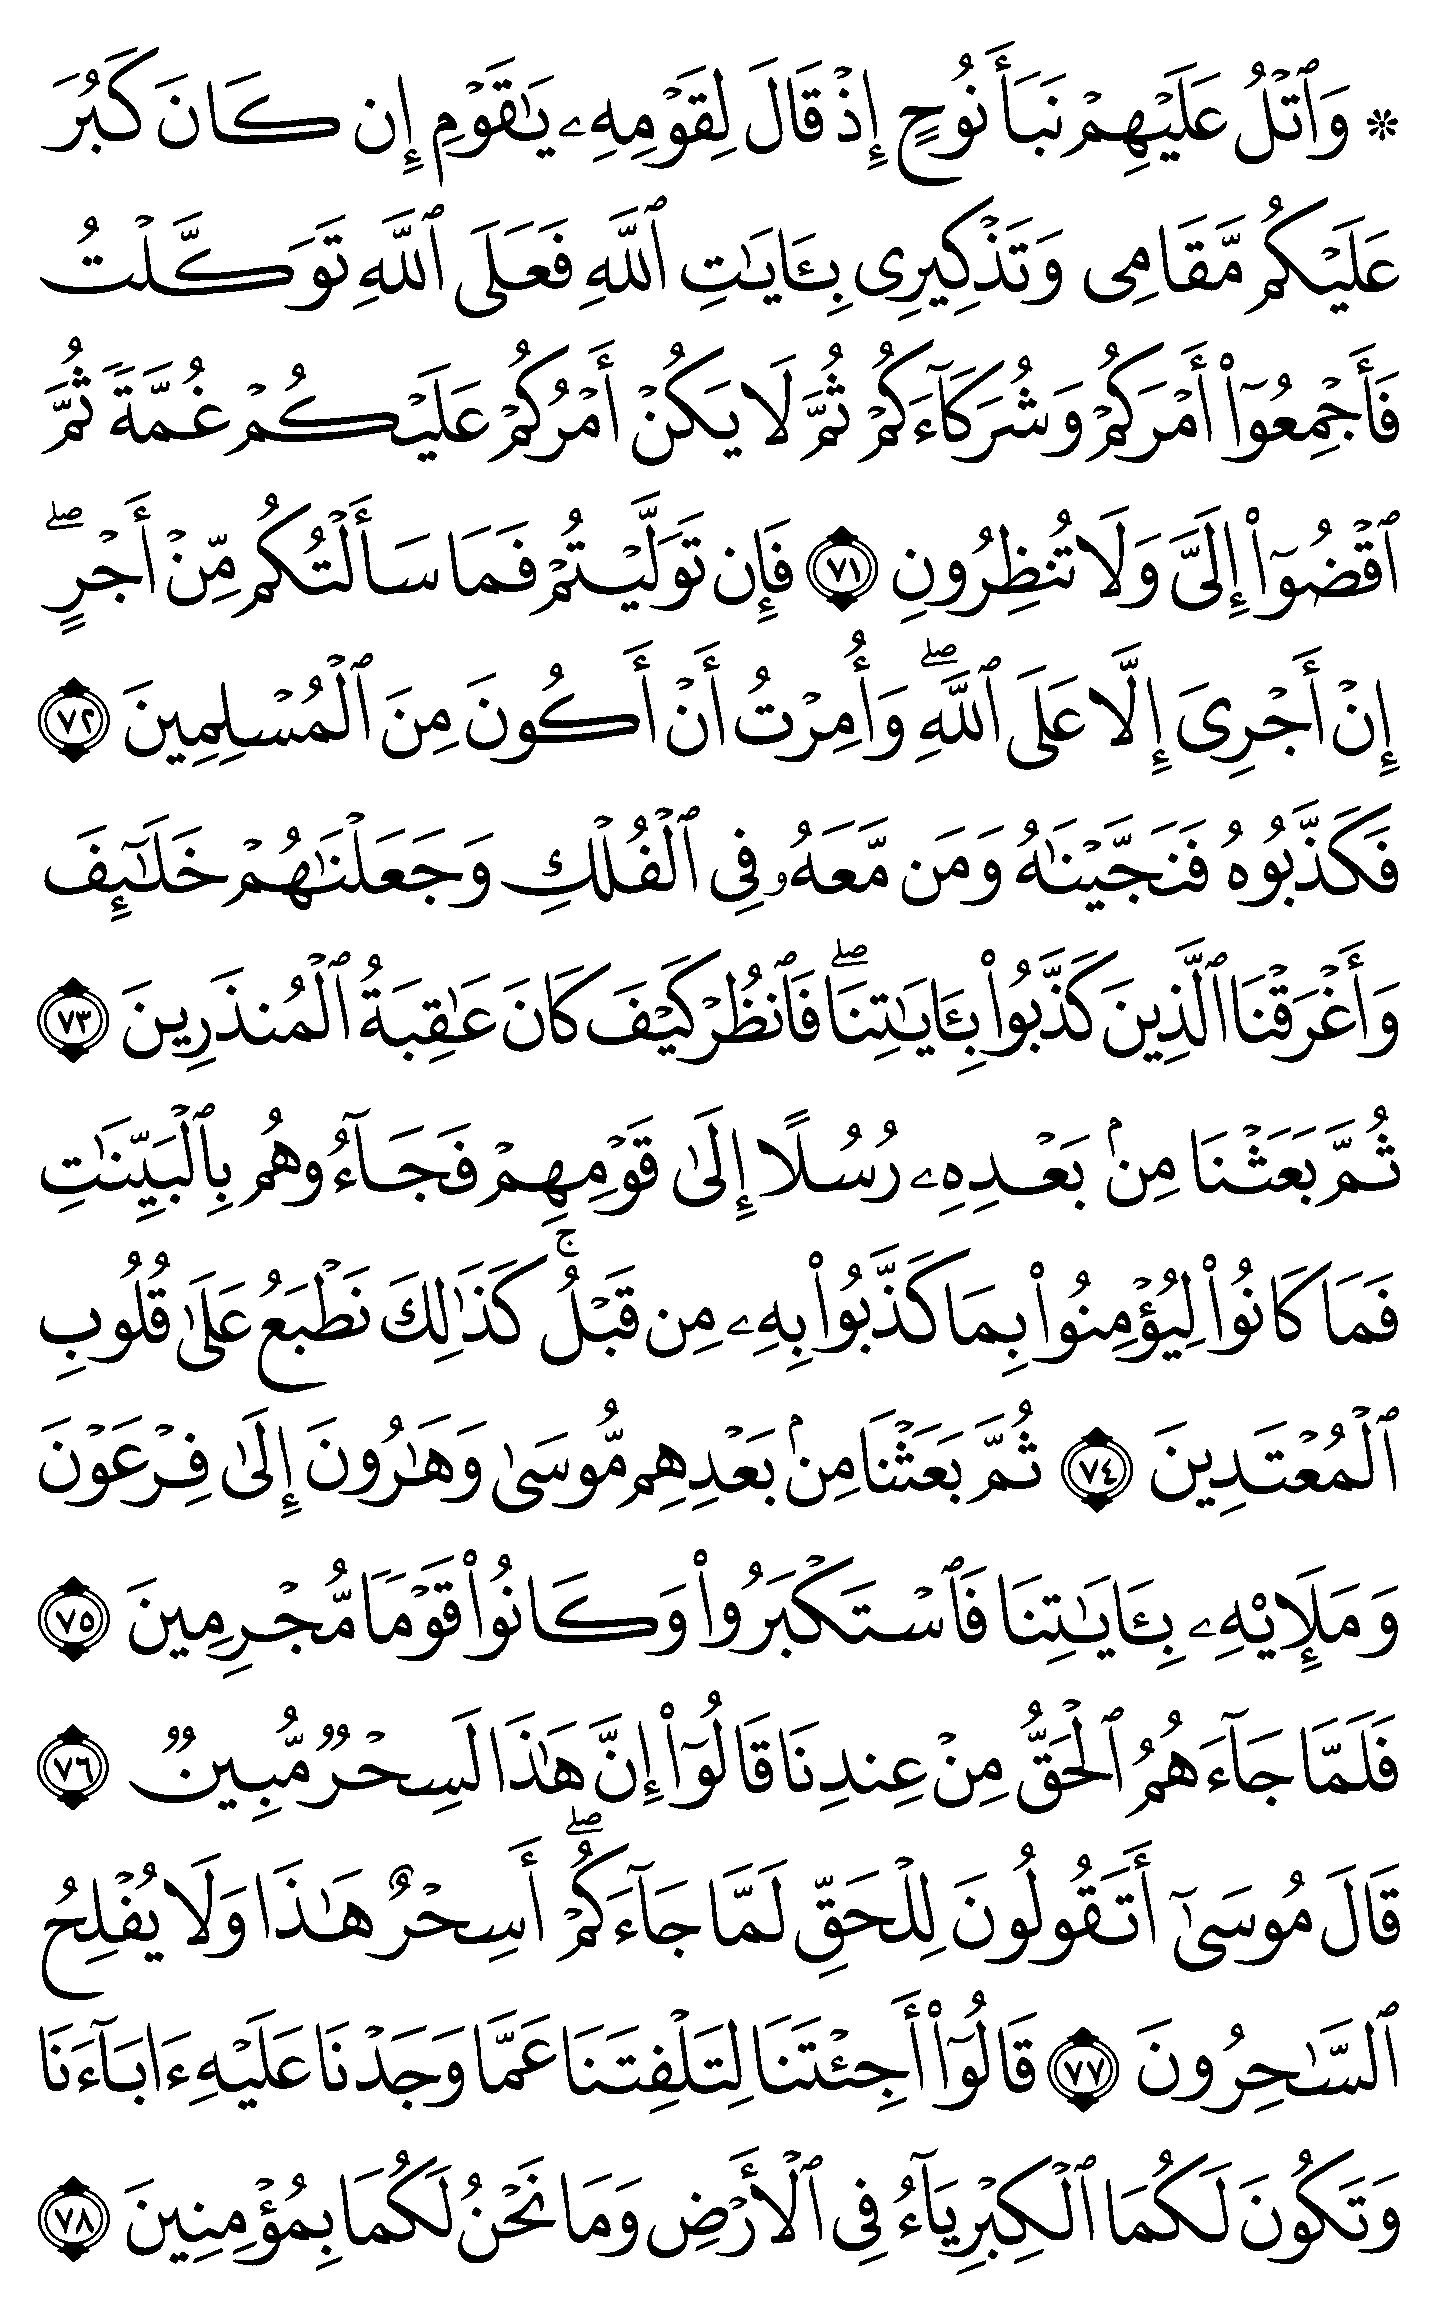 ۞ وَٱتۡلُ عَلَيۡهِمۡ نَبَأَ نُوحٍ إِذۡ قَالَ لِقَوۡمِهِۦ يَٰقَوۡمِ إِن كَانَ كَبُرَ
عَلَيۡكُم مَّقَامِي وَتَذۡكِيرِي بِـَٔايَٰتِ ٱللَّهِ فَعَلَى ٱللَّهِ تَوَكَّلۡتُ
فَأَجۡمِعُوٓاْ أَمۡرَكُمۡ وَشُرَكَآءَكُمۡ ثُمَّ لَا يَكُنۡ أَمۡرُكُمۡ عَلَيۡكُمۡ غُمَّةٗ ثُمَّ
ٱقۡضُوٓاْ إِلَيَّ وَلَا تُنظِرُونِ ٧١ فَإِن تَوَلَّيۡتُمۡ فَمَا سَأَلۡتُكُم مِّنۡ أَجۡرٍۖ
إِنۡ أَجۡرِيَ إِلَّا عَلَى ٱللَّهِۖ وَأُمِرۡتُ أَنۡ أَكُونَ مِنَ ٱلۡمُسۡلِمِينَ ٧٢
فَكَذَّبُوهُ فَنَجَّيۡنَٰهُ وَمَن مَّعَهُۥ فِي ٱلۡفُلۡكِ وَجَعَلۡنَٰهُمۡ خَلَٰٓئِفَ
وَأَغۡرَقۡنَا ٱلَّذِينَ كَذَّبُواْ بِـَٔايَٰتِنَاۖ فَٱنظُرۡ كَيۡفَ كَانَ عَٰقِبَةُ ٱلۡمُنذَرِينَ ٧٣
ثُمَّ بَعَثۡنَا مِنۢ بَعۡدِهِۦ رُسُلًا إِلَىٰ قَوۡمِهِمۡ فَجَآءُوهُم بِٱلۡبَيِّنَٰتِ
فَمَا كَانُواْ لِيُؤۡمِنُواْ بِمَا كَذَّبُواْ بِهِۦ مِن قَبۡلُۚ كَذَٰلِكَ نَطۡبَعُ عَلَىٰ قُلُوبِ
ٱلۡمُعۡتَدِينَ ٧٤ ثُمَّ بَعَثۡنَا مِنۢ بَعۡدِهِم مُّوسَىٰ وَهَٰرُونَ إِلَىٰ فِرۡعَوۡنَ
وَمَلَإِيْهِۦ بِـَٔايَٰتِنَا فَٱسۡتَكۡبَرُواْ وَكَانُواْ قَوۡمٗا مُّجۡرِمِينَ ٧٥
فَلَمَّا جَآءَهُمُ ٱلۡحَقُّ مِنۡ عِندِنَا قَالُوٓاْ إِنَّ هَٰذَا لَسِحۡرٞ مُّبِينٞ ٧٦
قَالَ مُوسَىٰٓ أَتَقُولُونَ لِلۡحَقِّ لَمَّا جَآءَكُمۡۖ أَسِحۡرٌ هَٰذَا وَلَا يُفۡلِحُ
ٱلسَّٰحِرُونَ ٧٧ قَالُوٓاْ أَجِئۡتَنَا لِتَلۡفِتَنَا عَمَّا وَجَدۡنَا عَلَيۡهِ ءَابَآءَنَا
وَتَكُونَ لَكُمَا ٱلۡكِبۡرِيَآءُ فِي ٱلۡأَرۡضِ وَمَا نَحۡنُ لَكُمَا بِمُؤۡمِنِينَ ٧٨